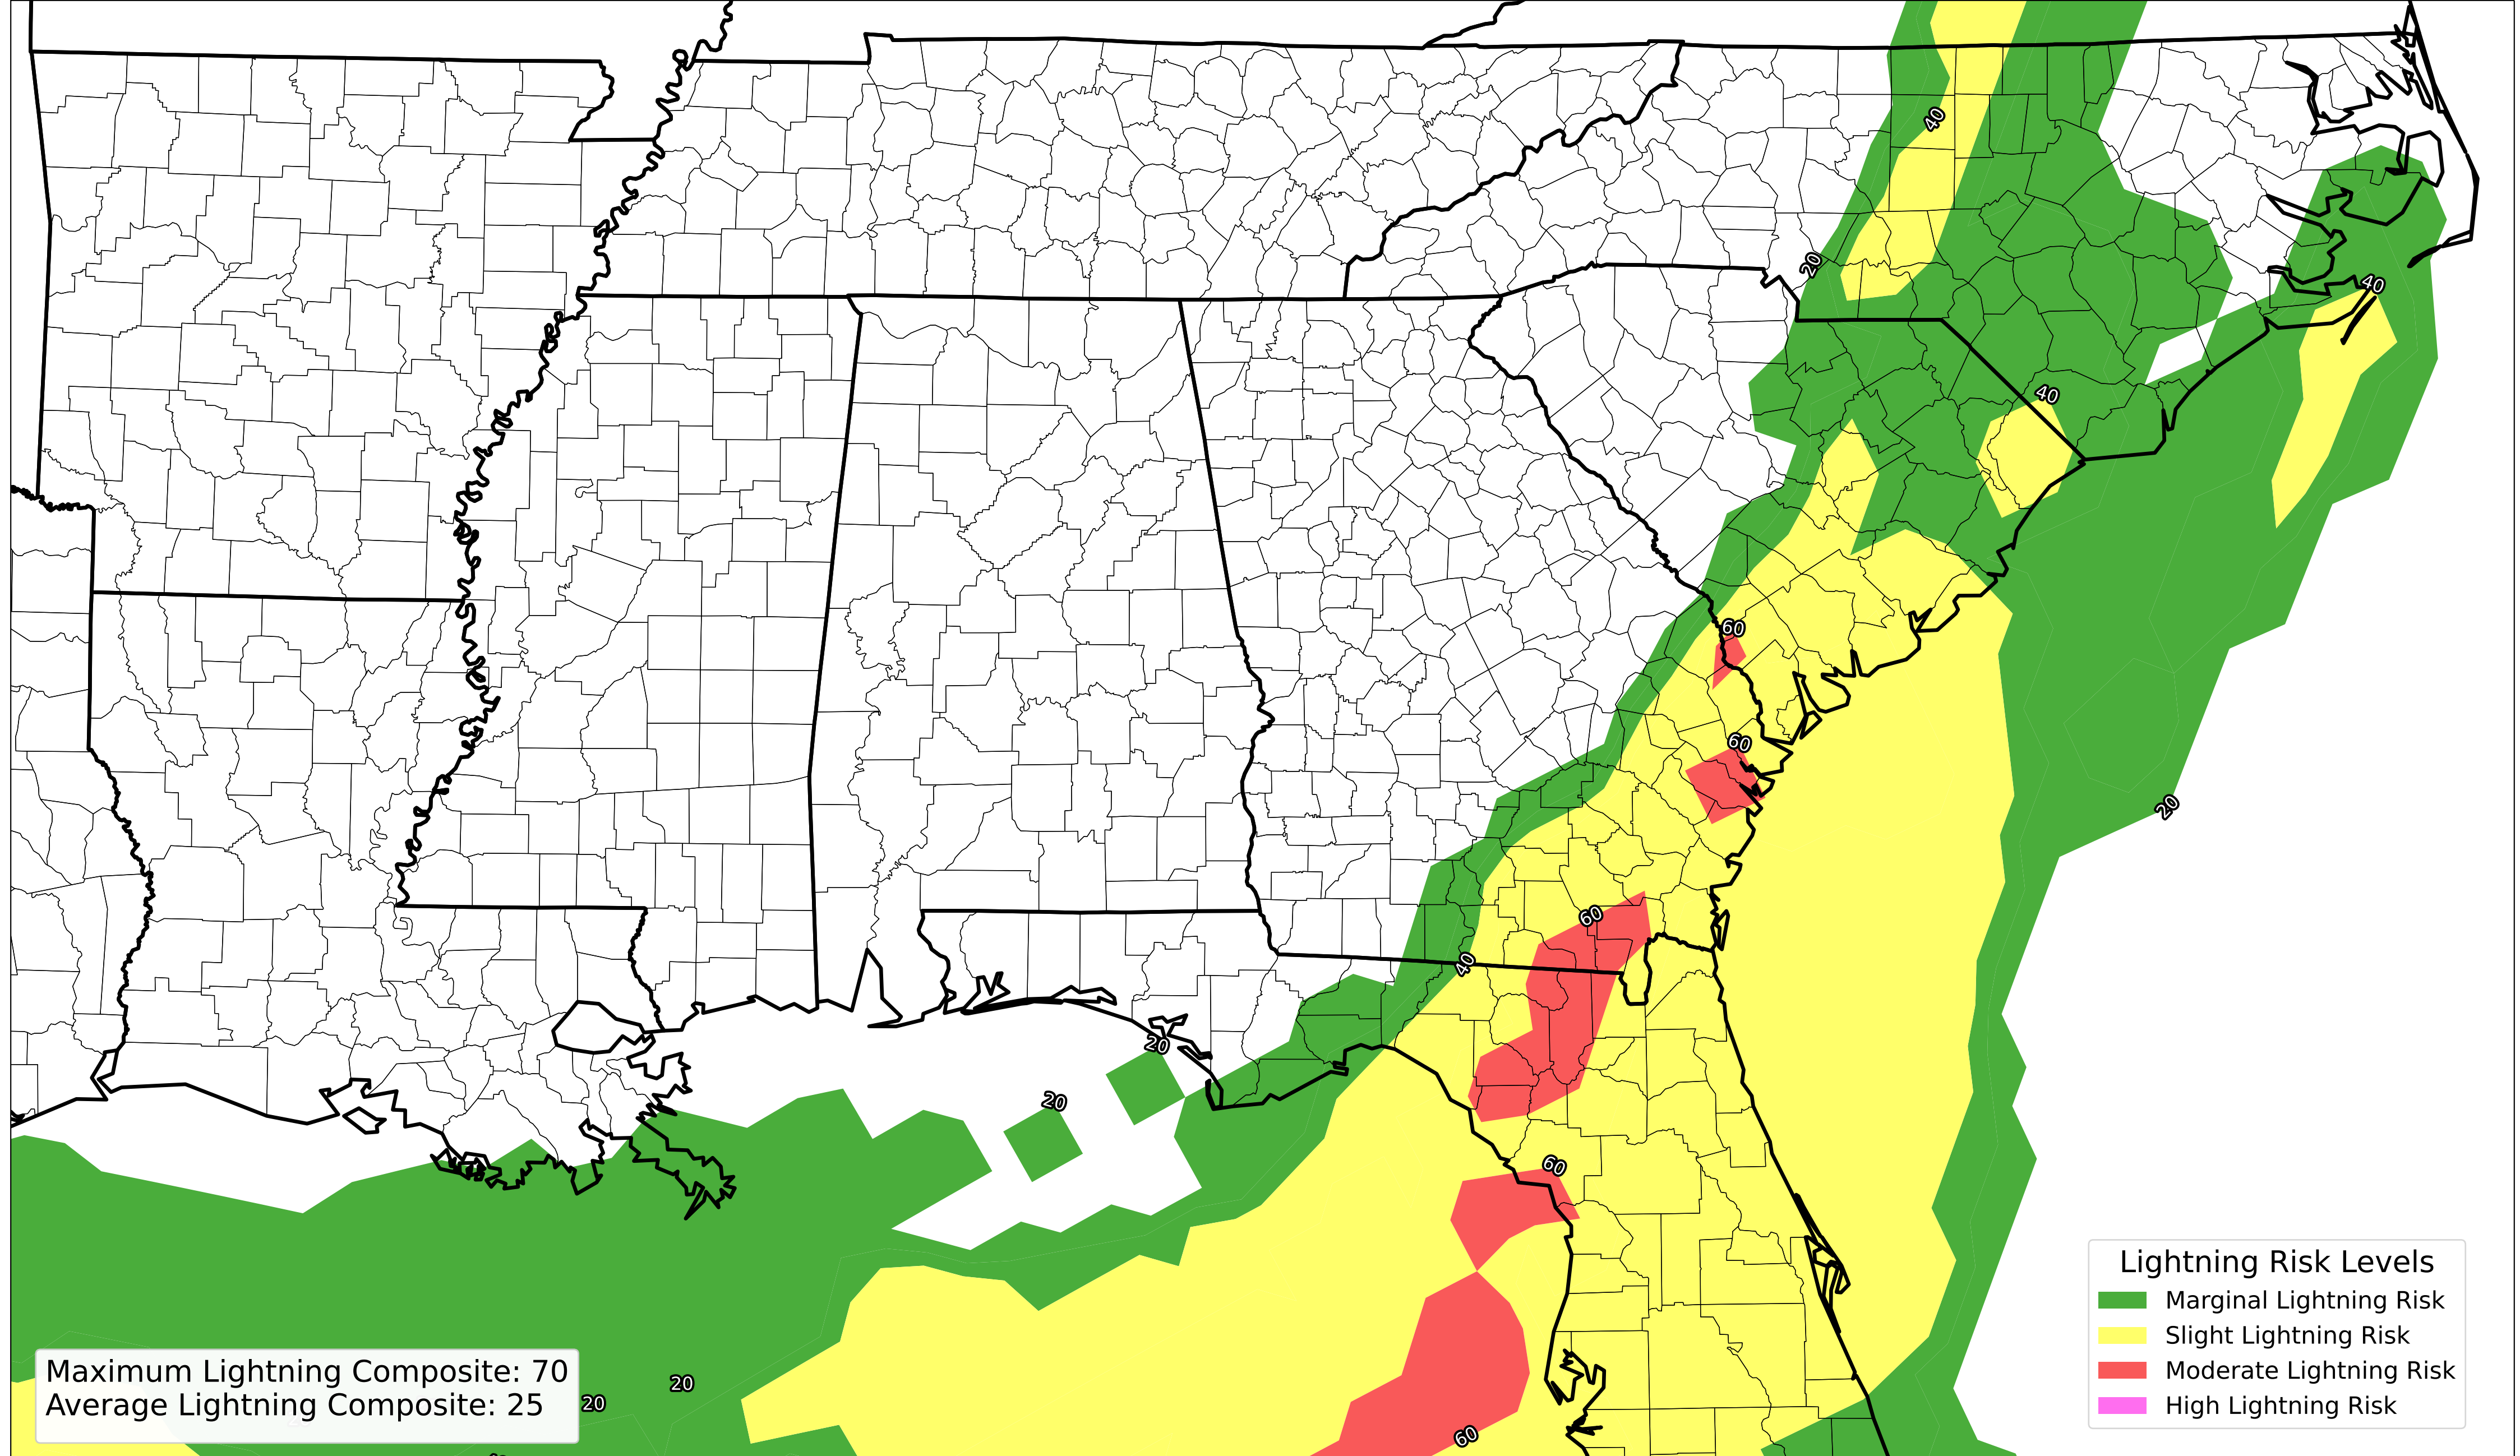 40
20
40
40
60
60
60
40
20
20
60
20
60
20
20
Lightning Risk Levels
Marginal Lightning Risk
Slight Lightning Risk
Moderate Lightning Risk
High Lightning Risk
Maximum Lightning Composite: 70
Average Lightning Composite: 25